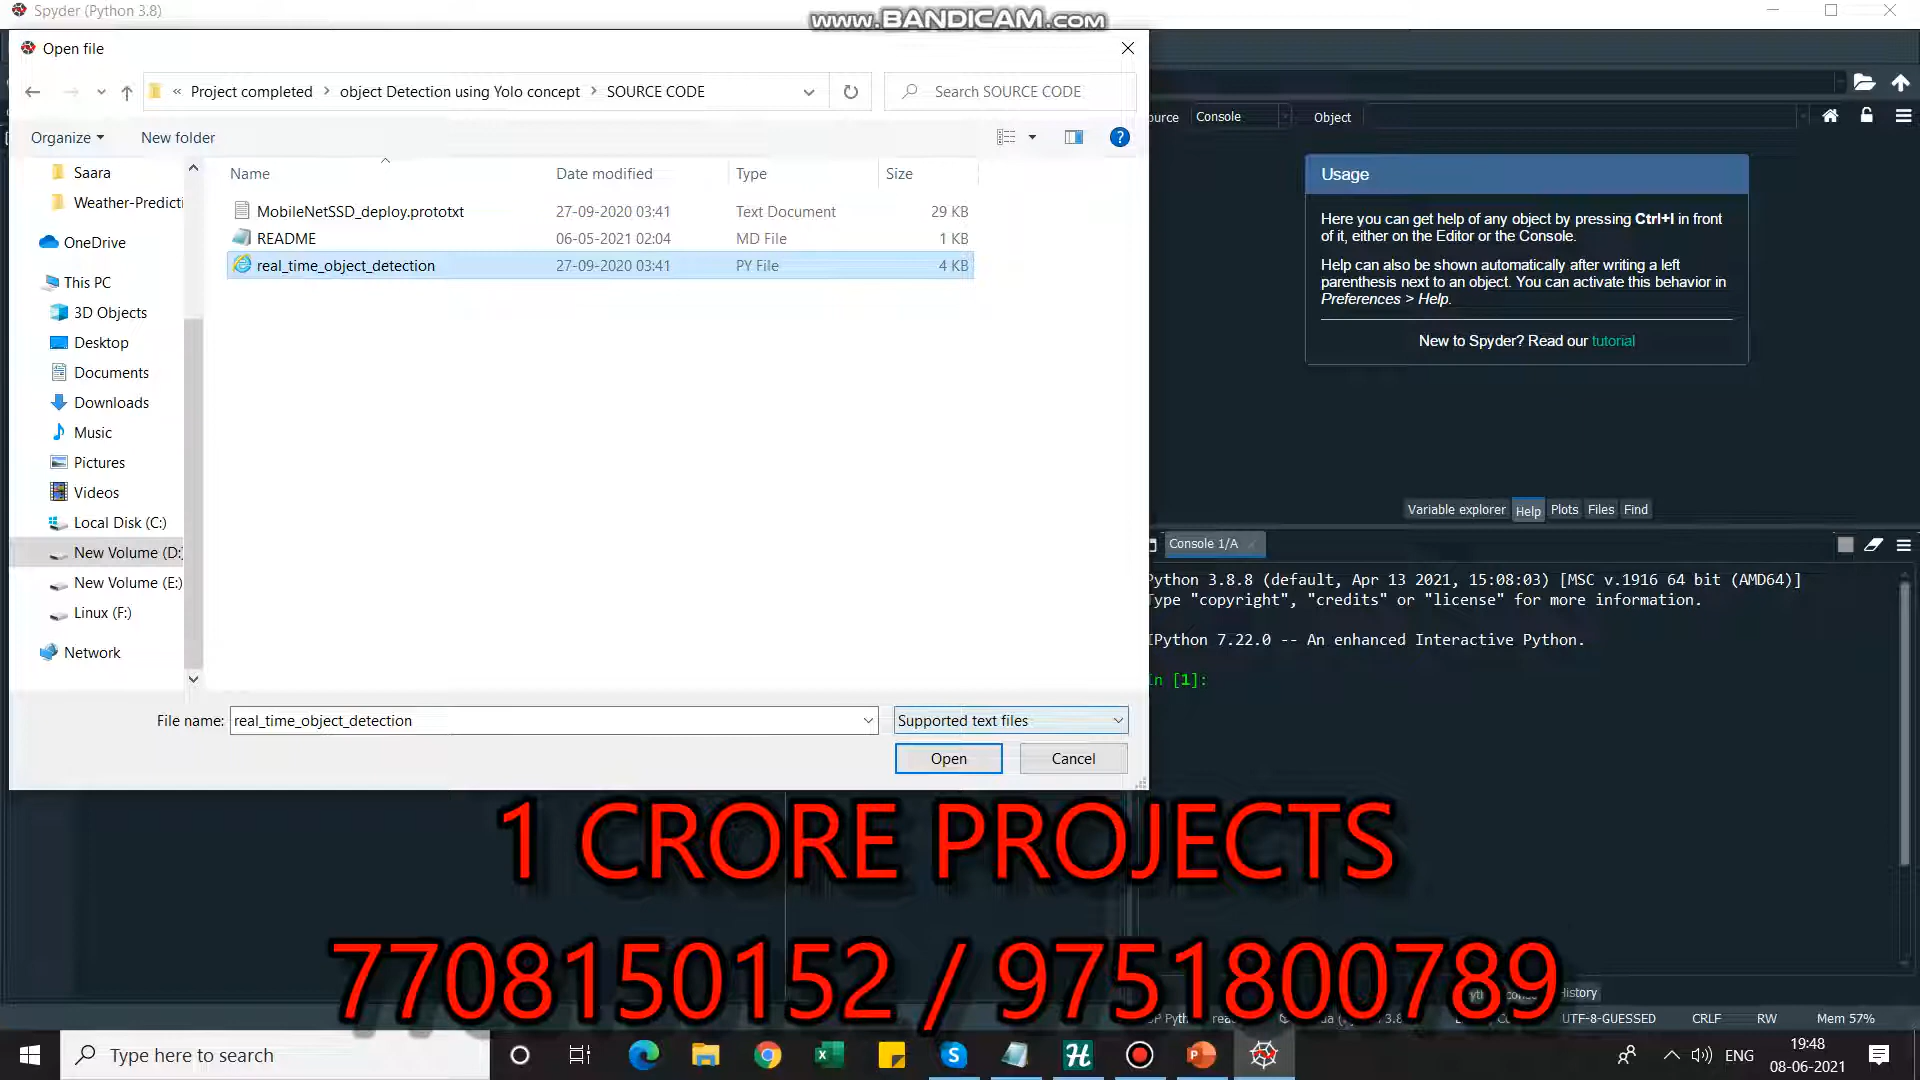 Spyder (Python 3.8)
www.BANDICAM.com
Open file
« Project completed > object Detection using Yolo concept > SOURCE CODE
Search SOURCE CODE
Organize
New folder
Name
Date modified
Type
Size
Saara
Weather-Predicti
OneDrive
This PC
3D Objects
Desktop
Documents
Downloads
Music
Pictures
Videos
Local Disk (C:)
New Volume (D:)
New Volume (E:)
Linux (F:)
Network
MobileNetSSD_deploy.prototxt 27-09-2020 03:41 Text Document 29 KB
README 06-05-2021 02:04 MD File 1 KB
real_time_object_detection 27-09-2020 03:41 PY File 4 KB
File name: real_time_object_detection
Supported text files
Open
Cancel
ource
Console
Object
Usage
Here you can get help of any object by pressing Ctrl+I in front
of it, either on the Editor or the Console.
Help can also be shown automatically after writing a left
parenthesis next to an object. You can activate this behavior in
Preferences > Help.
New to Spyder? Read our tutorial
Variable explorer
Help
Plots
Files
Find
Console 1/A
Python 3.8.8 (default, Apr 13 2021, 15:08:03) [MSC v.1916 64 bit (AMD64)]
Type "copyright", "credits" or "license" for more information.
IPython 7.22.0 -- An enhanced Interactive Python.
In [1]:
1 CRORE PROJECTS
7708150152 / 9751800789
History
UTF-8-GUESSED
CRLF
RW
Mem 57%
Type here to search
ENG
19:48
08-06-2021